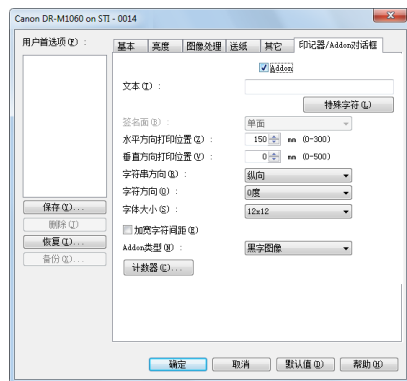 Canon DR-M1060 on STI - 0014
用户首选项(P) :
保存(I)...
删除(J)
恢复(L)...
备份(X)...
基本 亮度 图像处理 送纸 其它 印记器/Addon对话框
Addon
文本(T) :
特殊字符(L)
签名面(B) : 单面
水平方向打印位置(Z) : 150 mm (0-300)
垂直方向打印位置(V) : 0 mm (0-500)
字符串方向(R) : 纵向
字符方向(O) : 0度
字体大小(S) : 12x12
加宽字符间距(E)
Addon类型(M) : 黑字图像
计数器(C)...
确定 取消 默认值(D) 帮助(H)